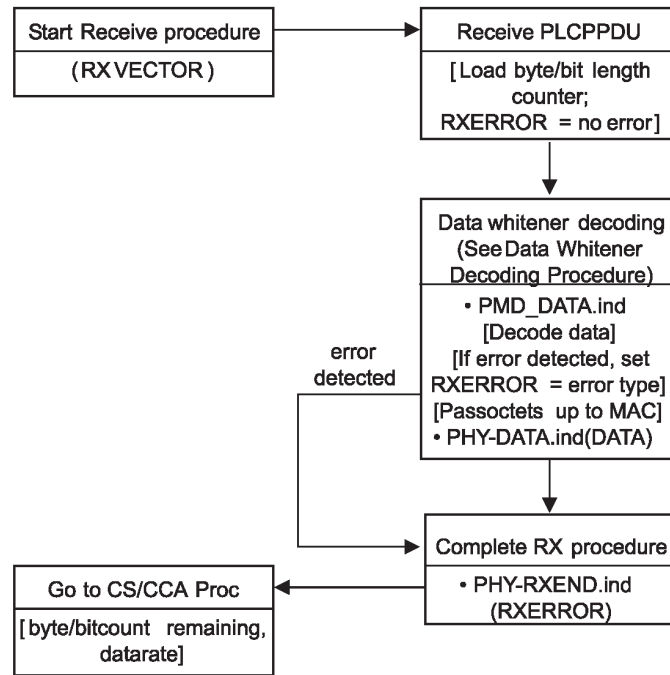 Start Receive procedure
(RXVECTOR)
Receive PLCPPDU
[Load byte/bit length
counter;
RXERROR = no error]
Data whitener decoding
(See Data Whitener
Decoding Procedure)
• PMD_DATA.ind
[Decode data]
[If error detected, set
RXERROR = error type]
[Passoctets up to MAC]
• PHY-DATA.ind(DATA)
error
detected
Complete RX procedure
• PHY-RXEND.ind
(RXERROR)
Go to CS/CCA Proc
[byte/bitcount remaining,
datarate]